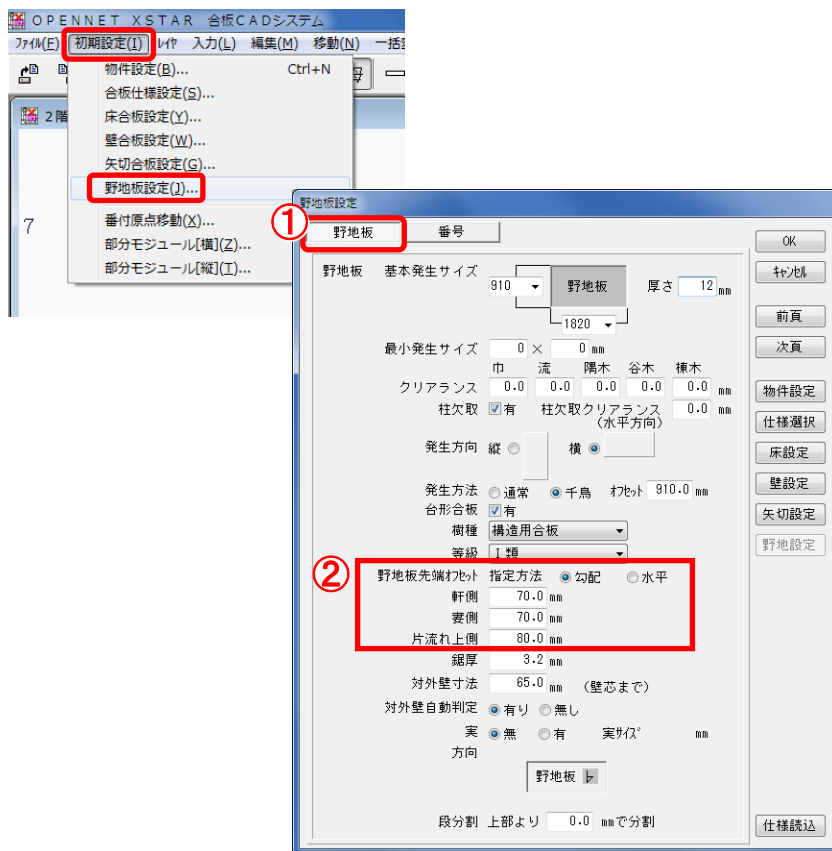 OPENNET XSTAR 合板CADシステム
ファイル(F) 初期設定(I) レイヤ 入力(L) 編集(M) 移動(N)
物件設定(B)... Ctrl+N
合板仕様設定(S)...
床合板設定(Y)...
2階
壁合板設定(W)...
矢切合板設定(G)...
野地板設定(J)...
7
番付原点移動(X)...
部分モジュール[横](Z)...
部分モジュール[縦](T)...
野地板設定
①
野地板 番号
OK
野地板 基本発生サイズ 910 野地板 厚さ 12 mm
キャンセル
1820
前頁
最小発生サイズ 0 × 0 mm
次頁
巾 流 隅木 谷木 棟木
クリアランス 0.0 0.0 0.0 0.0 0.0 mm
物件設定
柱欠取 有 柱欠取クリアランス 0.0 mm
(水平方向)
仕様選択
発生方向 縦 横
床設定
発生方法 通常 千鳥 オフセット 910.0 mm
壁設定
台形合板 有
矢切設定
樹種 構造用合板
野地設定
等級 Ⅰ類
②
野地板先端オフセット 指定方法 勾配 水平
軒側 70.0 mm
妻側 70.0 mm
片流れ上側 80.0 mm
鋸厚 3.2 mm
対外壁寸法 65.0 mm (壁芯まで)
対外壁自動判定 有り 無し
実 無 有 実サイズ mm
方向
野地板
段分割 上部より 0.0 mmで分割
仕様読込